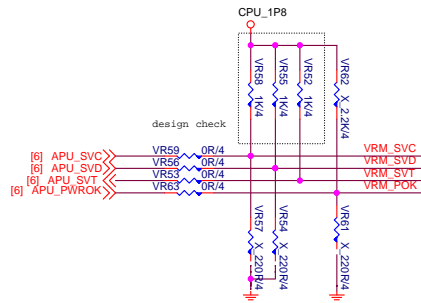 CPU_1P8
VR58 1K/4
VR55 1K/4
VR52 1K/4
VR62 X_2.2K/4
design check
[6] APU_SVC VR59 0R/4 VRM_SVC
[6] APU_SVD VR56 0R/4 VRM_SVD
[6] APU_SVT VR53 0R/4 VRM_SVT
[6] APU_PWROK VR63 0R/4 VRM_POK
VR57 X_220R/4
VR54 X_220R/4
VR61 X_220R/4